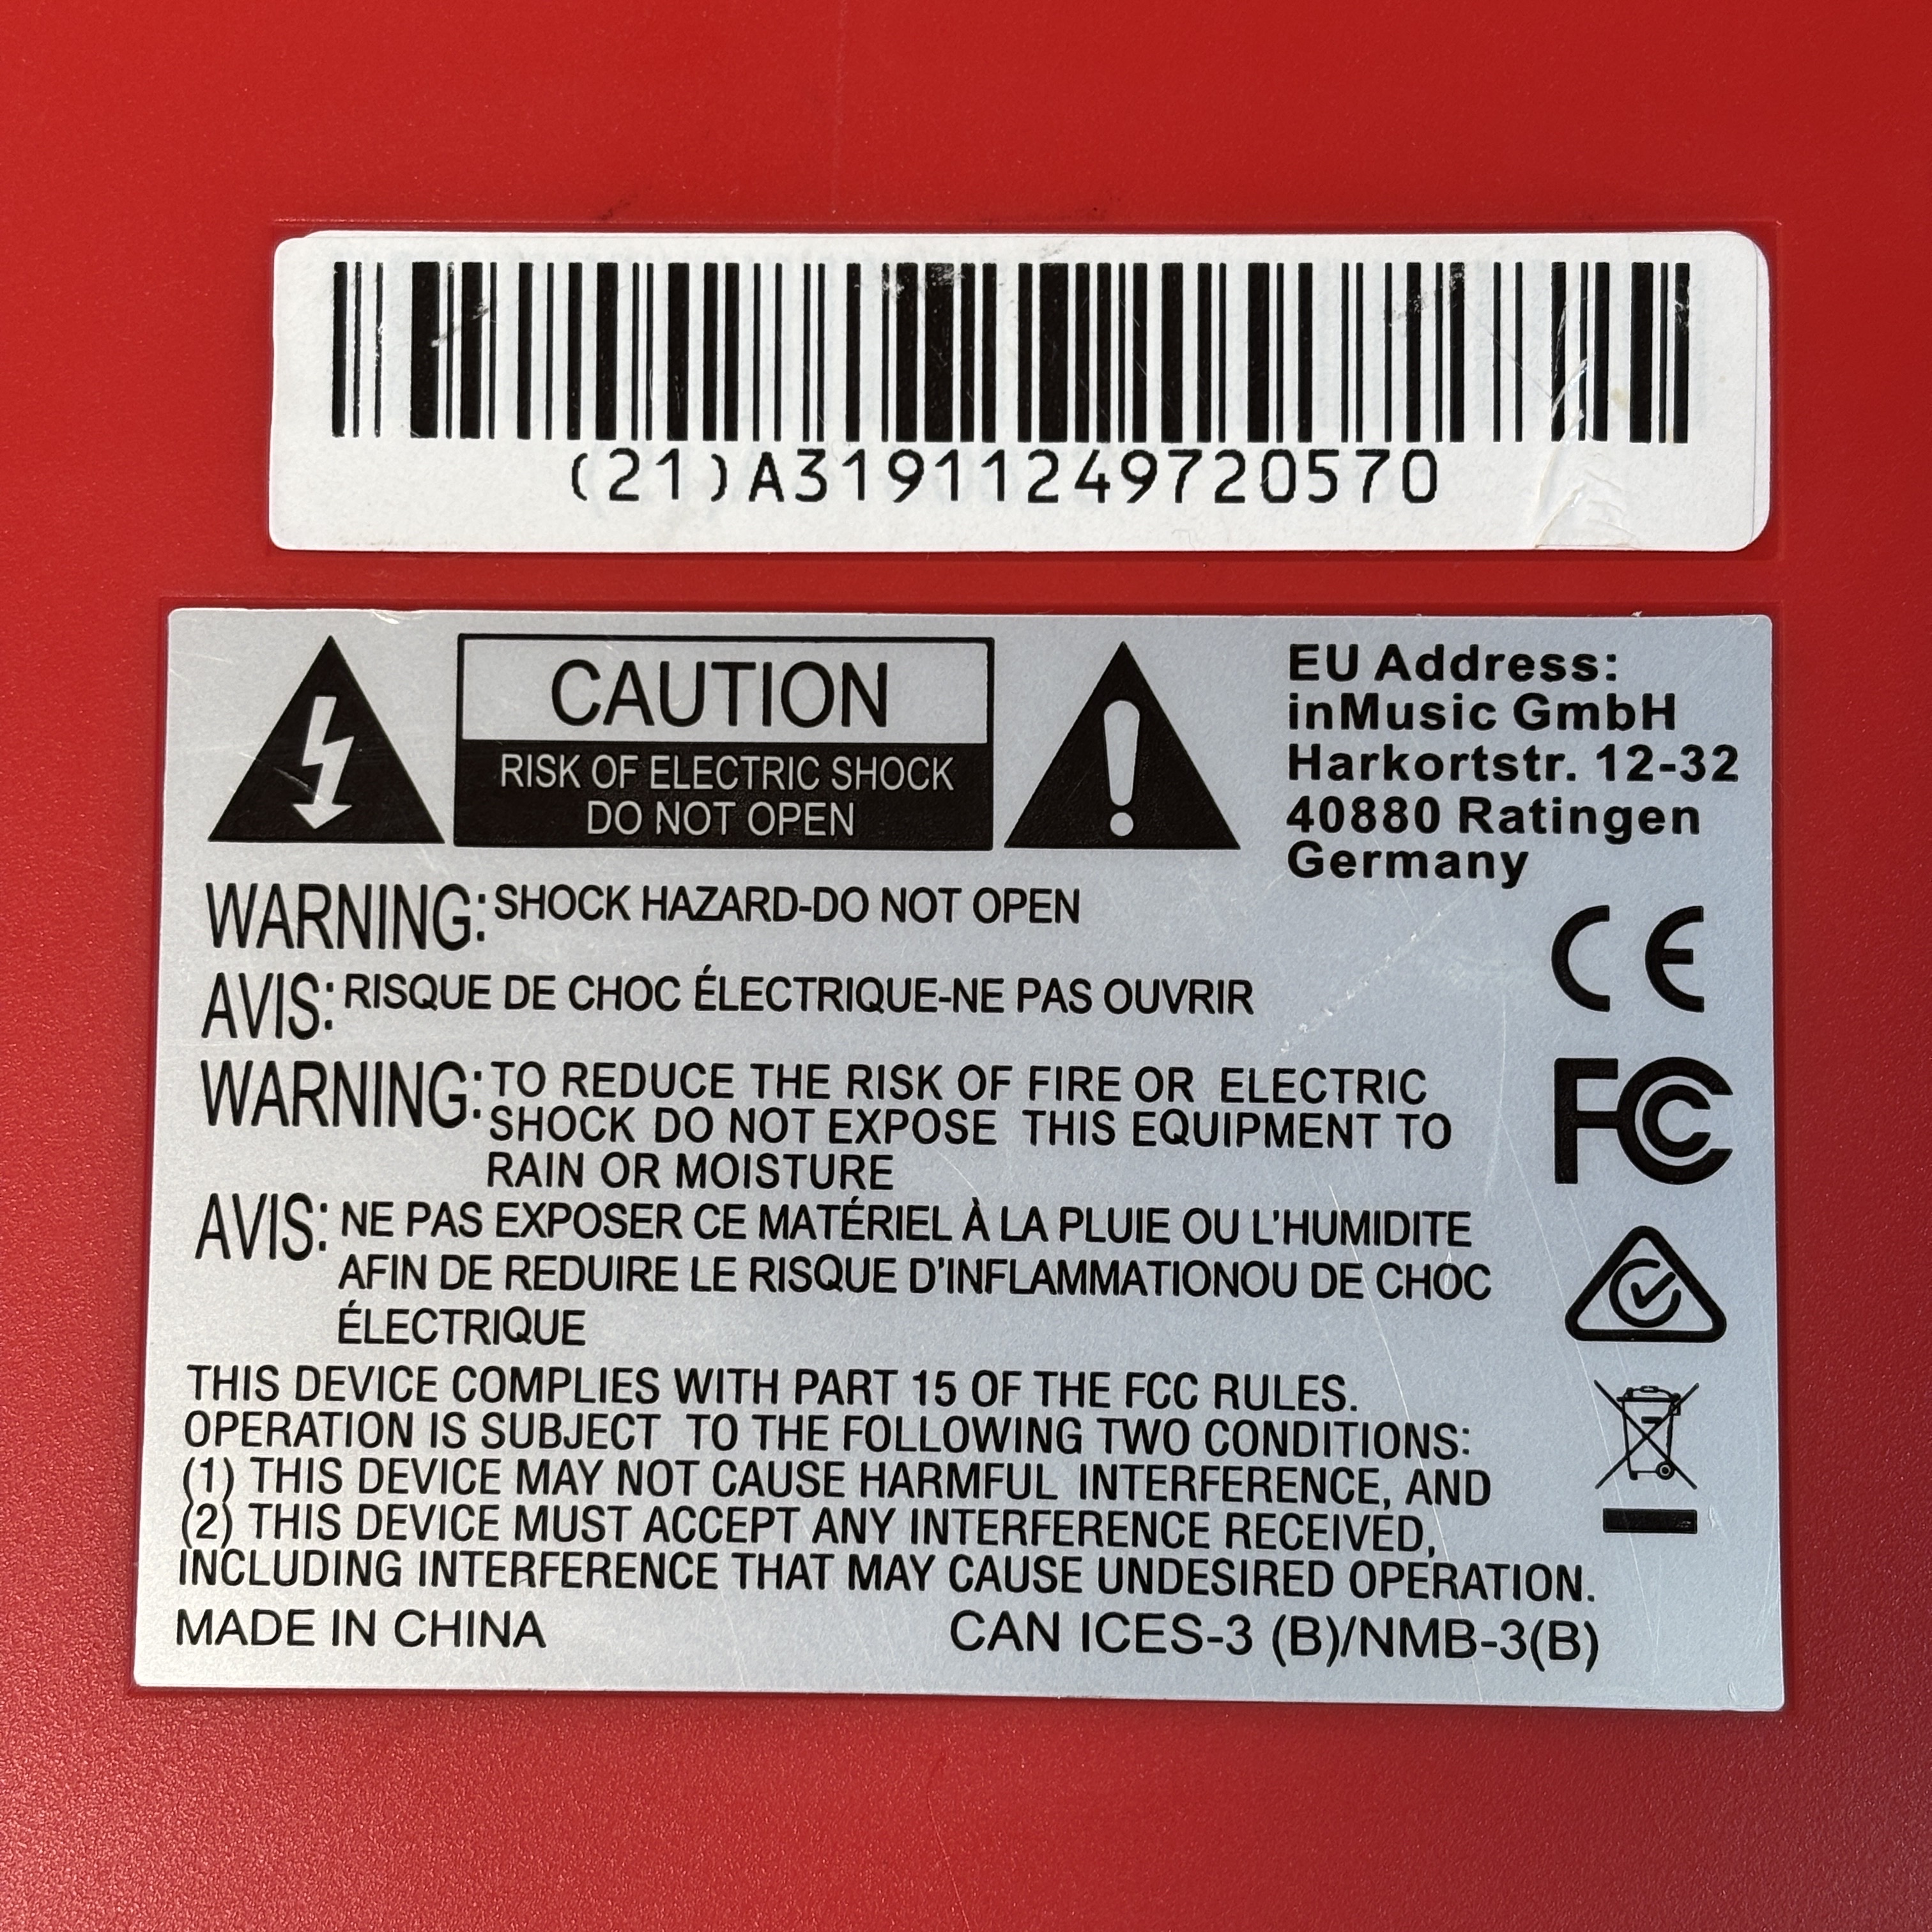 (21)A31911249720570
CAUTION
RISK OF ELECTRIC SHOCK
DO NOT OPEN
EU Address:
inMusic GmbH
Harkortstr. 12-32
40880 Ratingen
Germany
WARNING: SHOCK HAZARD-DO NOT OPEN
AVIS: RISQUE DE CHOC ÉLECTRIQUE-NE PAS OUVRIR
WARNING: TO REDUCE THE RISK OF FIRE OR ELECTRIC
SHOCK DO NOT EXPOSE THIS EQUIPMENT TO
RAIN OR MOISTURE
AVIS: NE PAS EXPOSER CE MATÉRIEL À LA PLUIE OU L'HUMIDITE
AFIN DE REDUIRE LE RISQUE D'INFLAMMATIONOU DE CHOC
ÉLECTRIQUE
CE
FC
THIS DEVICE COMPLIES WITH PART 15 OF THE FCC RULES.
OPERATION IS SUBJECT TO THE FOLLOWING TWO CONDITIONS:
(1) THIS DEVICE MAY NOT CAUSE HARMFUL INTERFERENCE, AND
(2) THIS DEVICE MUST ACCEPT ANY INTERFERENCE RECEIVED,
INCLUDING INTERFERENCE THAT MAY CAUSE UNDESIRED OPERATION.
MADE IN CHINA
CAN ICES-3 (B)/NMB-3(B)